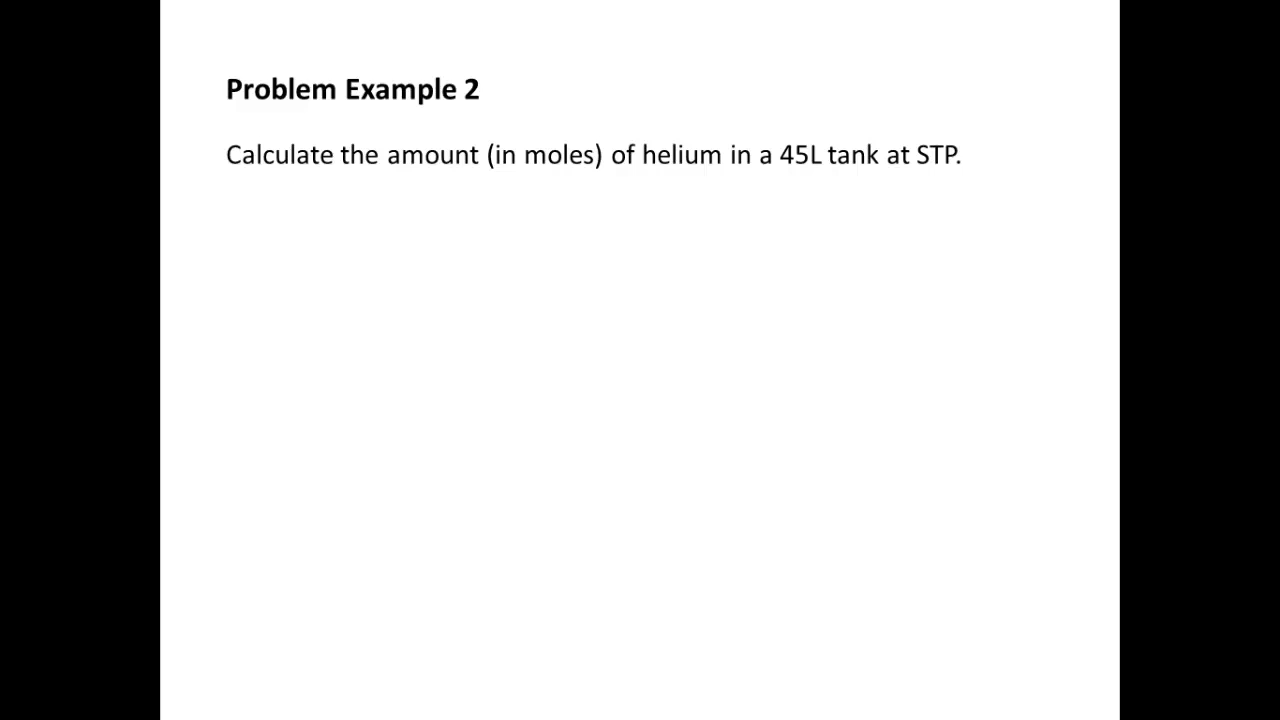 Problem Example 2
Calculate the amount (in moles) of helium in a 45L tank at STP.